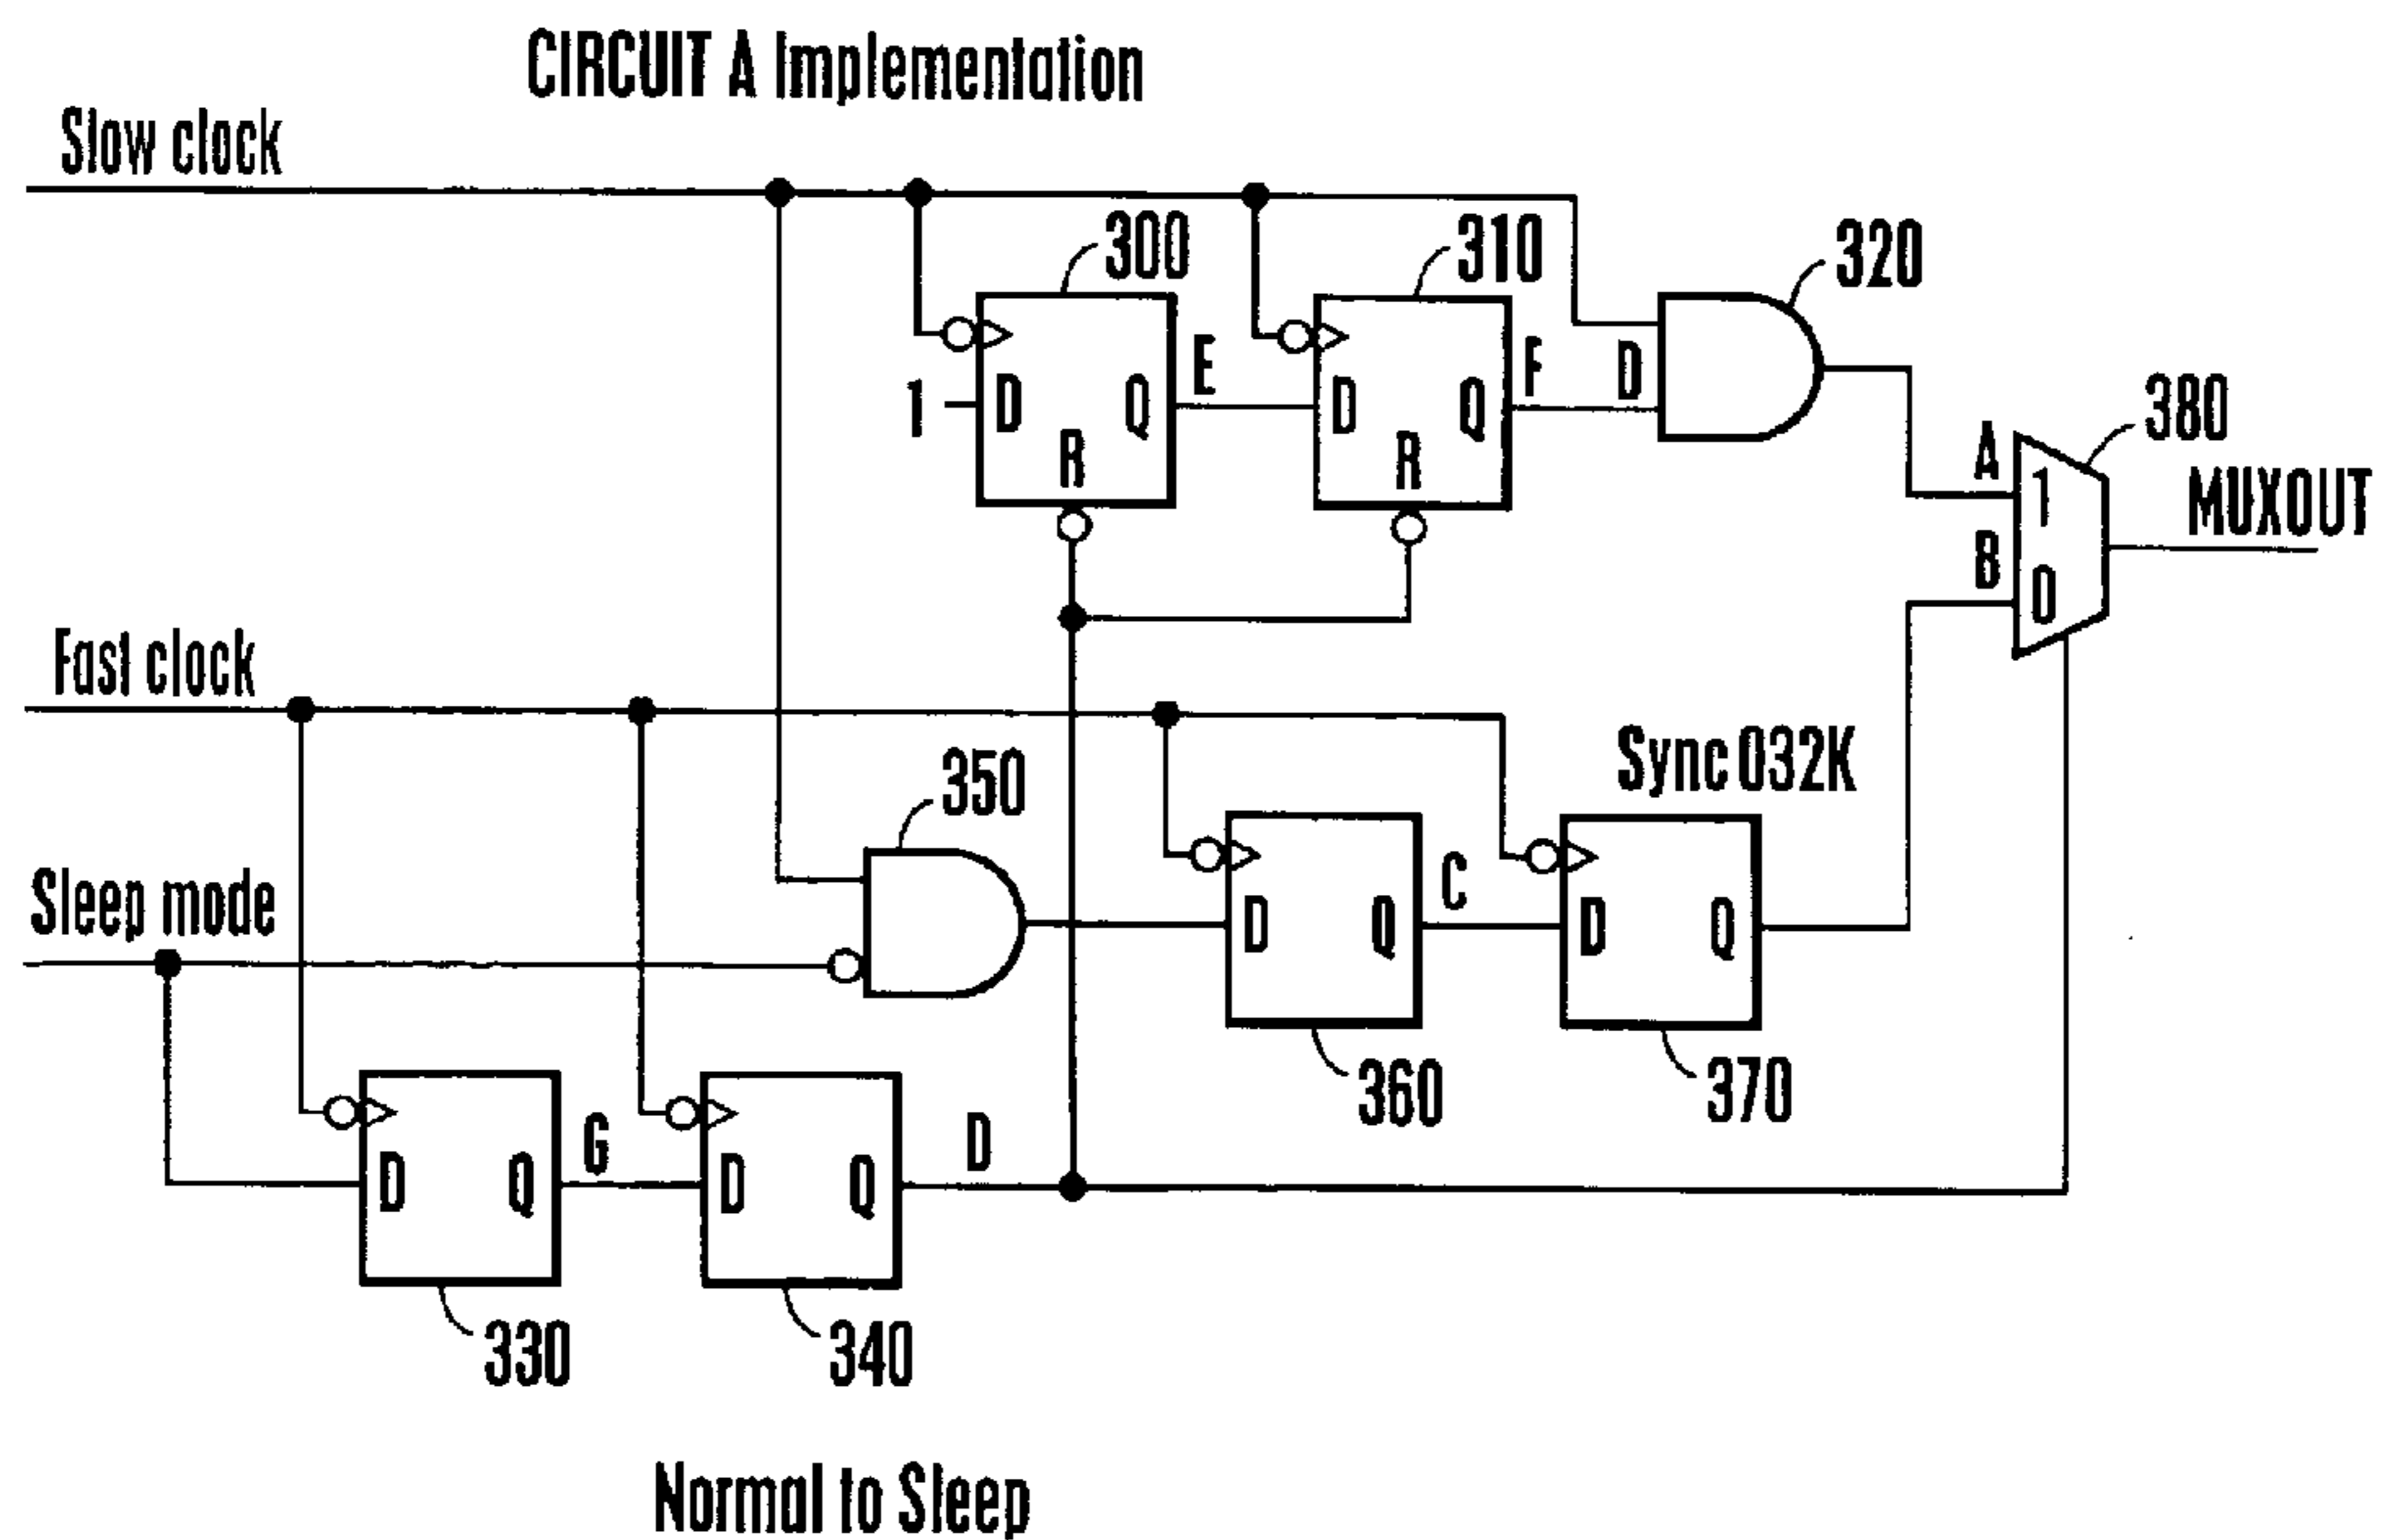 CIRCUIT A Implementation
Slow clock
300
310
320
E
F
D
1
D
Q
R
D
Q
R
380
A
1
MUXOUT
B
0
Fast clock
Sync 032K
350
Sleep mode
C
D
Q
D
Q
360
370
G
D
D
Q
D
Q
330
340
Normal to Sleep